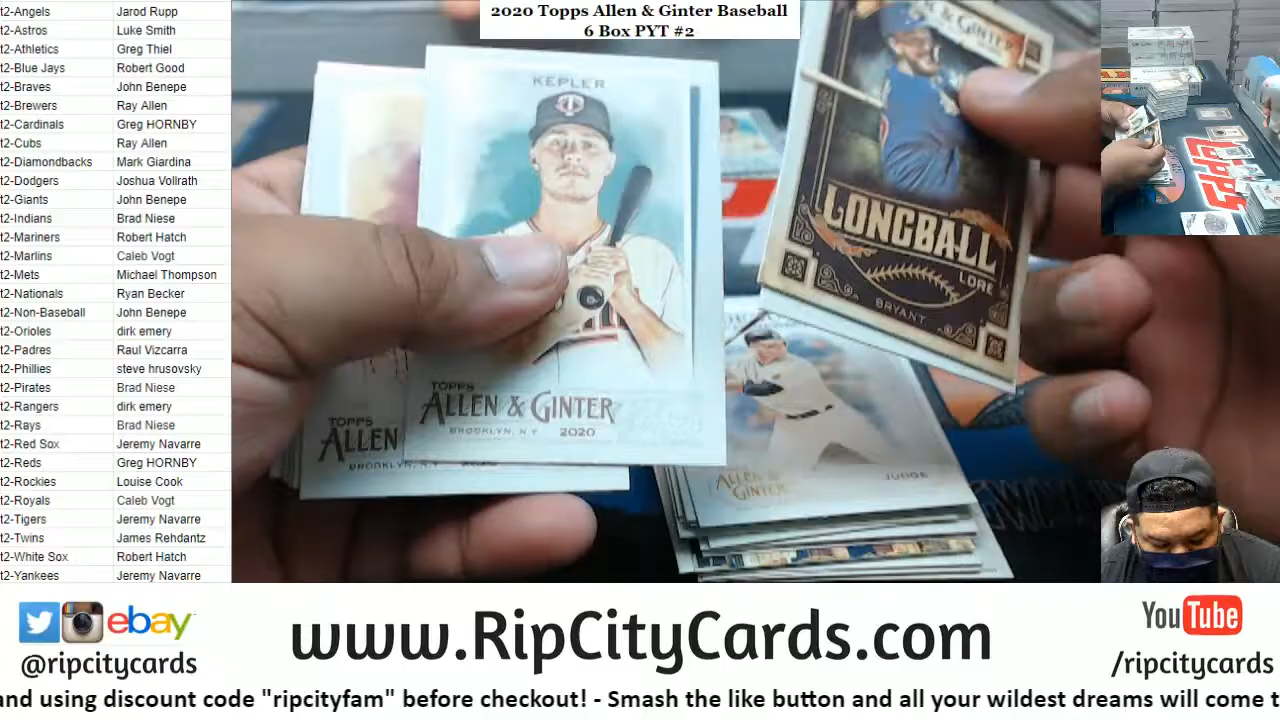 t2-Angels Jarod Rupp
t2-Astros Luke Smith
t2-Athletics Greg Thiel
t2-Blue Jays Robert Good
t2-Braves John Benepe
t2-Brewers Ray Allen
t2-Cardinals Greg HORNBY
t2-Cubs Ray Allen
t2-Diamondbacks Mark Giardina
t2-Dodgers Joshua Vollrath
t2-Giants John Benepe
t2-Indians Brad Niese
t2-Mariners Robert Hatch
t2-Marlins Caleb Vogt
t2-Mets Michael Thompson
t2-Nationals Ryan Becker
t2-Non-Baseball John Benepe
t2-Orioles dirk emery
t2-Padres Raul Vizcarra
t2-Phillies steve hrusovsky
t2-Pirates Brad Niese
t2-Rangers dirk emery
t2-Rays Brad Niese
t2-Red Sox Jeremy Navarre
t2-Reds Greg HORNBY
t2-Rockies Louise Cook
t2-Royals Caleb Vogt
t2-Tigers Jeremy Navarre
t2-Twins James Rehdantz
t2-White Sox Robert Hatch
t2-Yankees Jeremy Navarre
2020 Topps Allen & Ginter Baseball
6 Box PYT #2
KEPLER
TOPPS
ALLEN & GINTER
BROOKLYN, N.Y 2020
TOPPS
ALLEN
& GINTER
LONGBALL
LORE
BRYANT
ALLEN
& GINTER
JUDGE
TOPPS
ebay
@ripcitycards
www.RipCityCards.com
YouTube
/ripcitycards
and using discount code "ripcityfam" before checkout! - Smash the like button and all your wildest dreams will come t